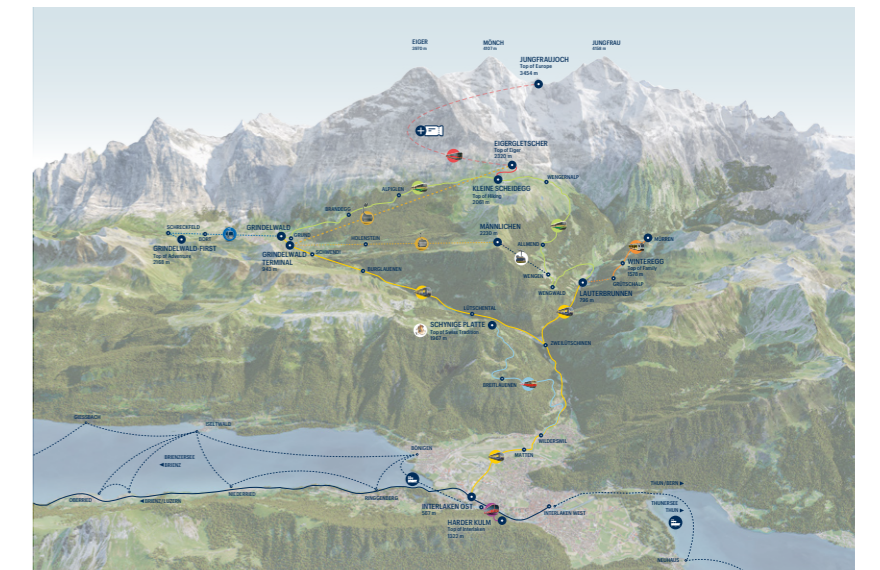 EIGER
3970 m
MÖNCH
4107 m
JUNGFRAU
4158 m
JUNGFRAUJOCH
Top of Europe
3454 m
EIGERGLETSCHER
Top of Eiger
2320 m
KLEINE SCHEIDEGG
Top of Hiking
2061 m
WENGERNALP
ALPIGLEN
BRANDEGG
SCHRECKFELD
BORT
GRINDELWALD-FIRST
Top of Adventure
2168 m
GRINDELWALD
GRUND
GRINDELWALD
TERMINAL
943 m
HOLENSTEIN
SCHWENDI
BURGLAUENEN
MÄNNLICHEN
2230 m
ALLMEND
WENGEN
WENGWALD
MÜRREN
WINTEREGG
Top of Family
1578 m
GRÜTSCHALP
LAUTERBRUNNEN
796 m
LÜTSCHENTAL
SCHYNIGE PLATTE
Top of Swiss Tradition
1967 m
ZWEILÜTSCHINEN
BREITLAUENEN
WILDERSWIL
MATTEN
GIESSBACH
ISELTWALD
BÖNIGEN
BRIENZERSEE
BRIENZ
OBERRIED
BRIENZ/LUZERN
NIEDERRIED
RINGGENBERG
INTERLAKEN OST
567 m
HARDER KULM
Top of Interlaken
1322 m
INTERLAKEN WEST
THUN/BERN
THUNERSEE
THUN
NEUHAUS